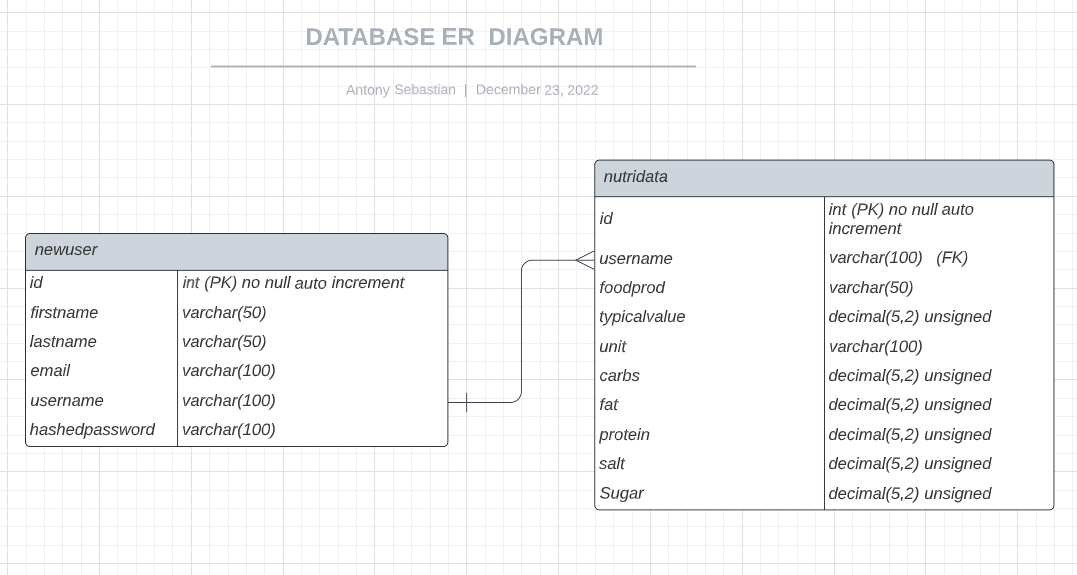 DATABASE ER DIAGRAM
Antony Sebastian | December 23, 2022
newuser
id int (PK) no null auto increment
firstname varchar(50)
lastname varchar(50)
email varchar(100)
username varchar(100)
hashedpassword varchar(100)
nutridata
id int (PK) no null auto
increment
username varchar(100) (FK)
foodprod varchar(50)
typicalvalue decimal(5,2) unsigned
unit varchar(100)
carbs decimal(5,2) unsigned
fat decimal(5,2) unsigned
protein decimal(5,2) unsigned
salt decimal(5,2) unsigned
Sugar decimal(5,2) unsigned